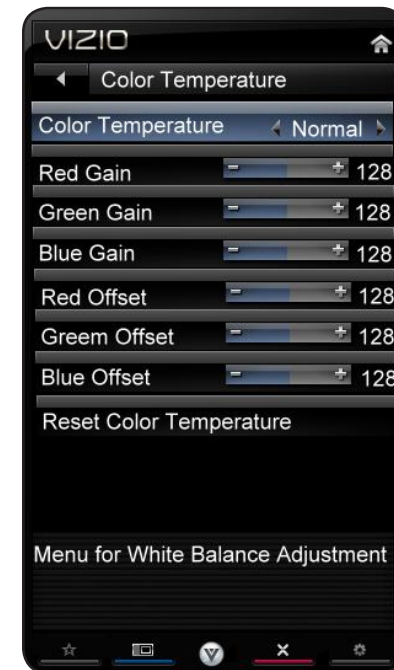 VIZIO
Color Temperature
Color Temperature Normal
Red Gain - + 128
Green Gain - + 128
Blue Gain - + 128
Red Offset - + 128
Greem Offset - + 128
Blue Offset - + 128
Reset Color Temperature
Menu for White Balance Adjustment
V